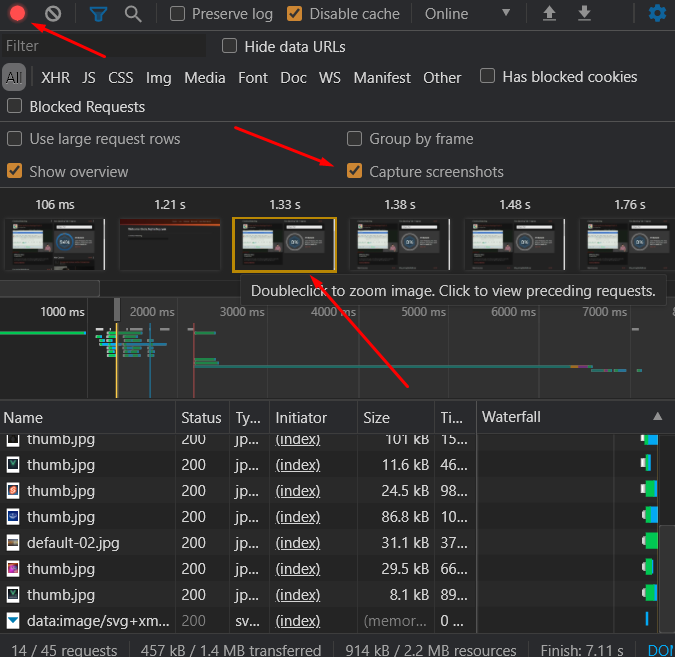 Preserve log Disable cache Online
Filter Hide data URLs
All XHR JS CSS Img Media Font Doc WS Manifest Other Has blocked cookies
Blocked Requests
Use large request rows Group by frame
Show overview Capture screenshots
106 ms 1.21 s 1.33 s 1.38 s 1.48 s 1.76 s
Doubleclick to zoom image. Click to view preceding requests.
1000 ms 2000 ms 3000 ms 4000 ms 5000 ms 6000 ms 7000 ms
Name Status Ty... Initiator Size Ti... Waterfall
thumb.jpg 200 jp... (index) 101 kB 15...
thumb.jpg 200 jp... (index) 11.6 kB 46...
thumb.jpg 200 jp... (index) 24.5 kB 98...
thumb.jpg 200 jp... (index) 86.8 kB 10...
default-02.jpg 200 jp... (index) 31.1 kB 37...
thumb.jpg 200 jp... (index) 29.5 kB 66...
thumb.jpg 200 jp... (index) 8.1 kB 89...
data:image/svg+xm... 200 sv... (index) (memor... 0 ...
14 / 45 requests 457 kB / 1.4 MB transferred 914 kB / 2.2 MB resources Finish: 7.11 s